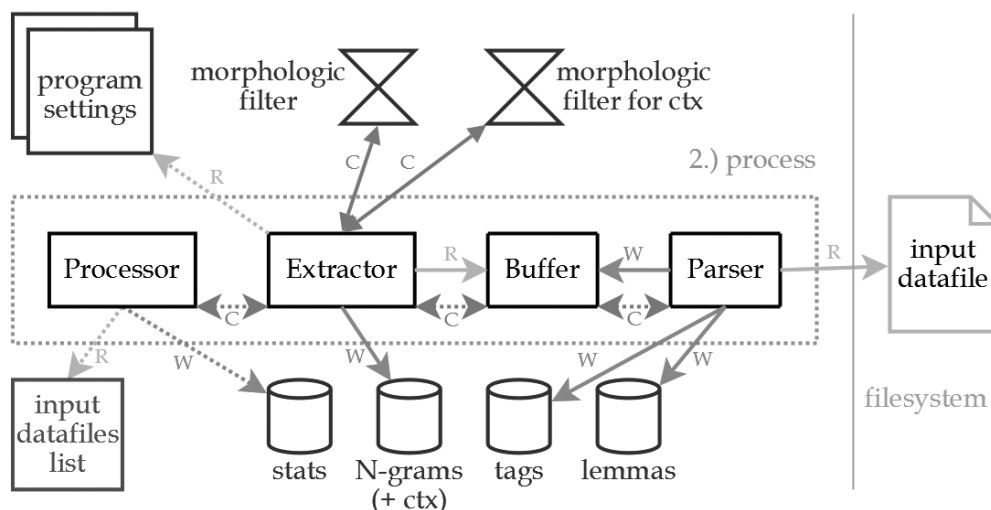 program
settings
morphologic
filter
morphologic
filter for ctx
C
C
2.) process
R
Processor
Extractor
R
Buffer
W
Parser
R
input
datafile
C
C
C
R
W
W
W
W
input
datafiles
list
stats
N-grams
(+ ctx)
tags
lemmas
filesystem